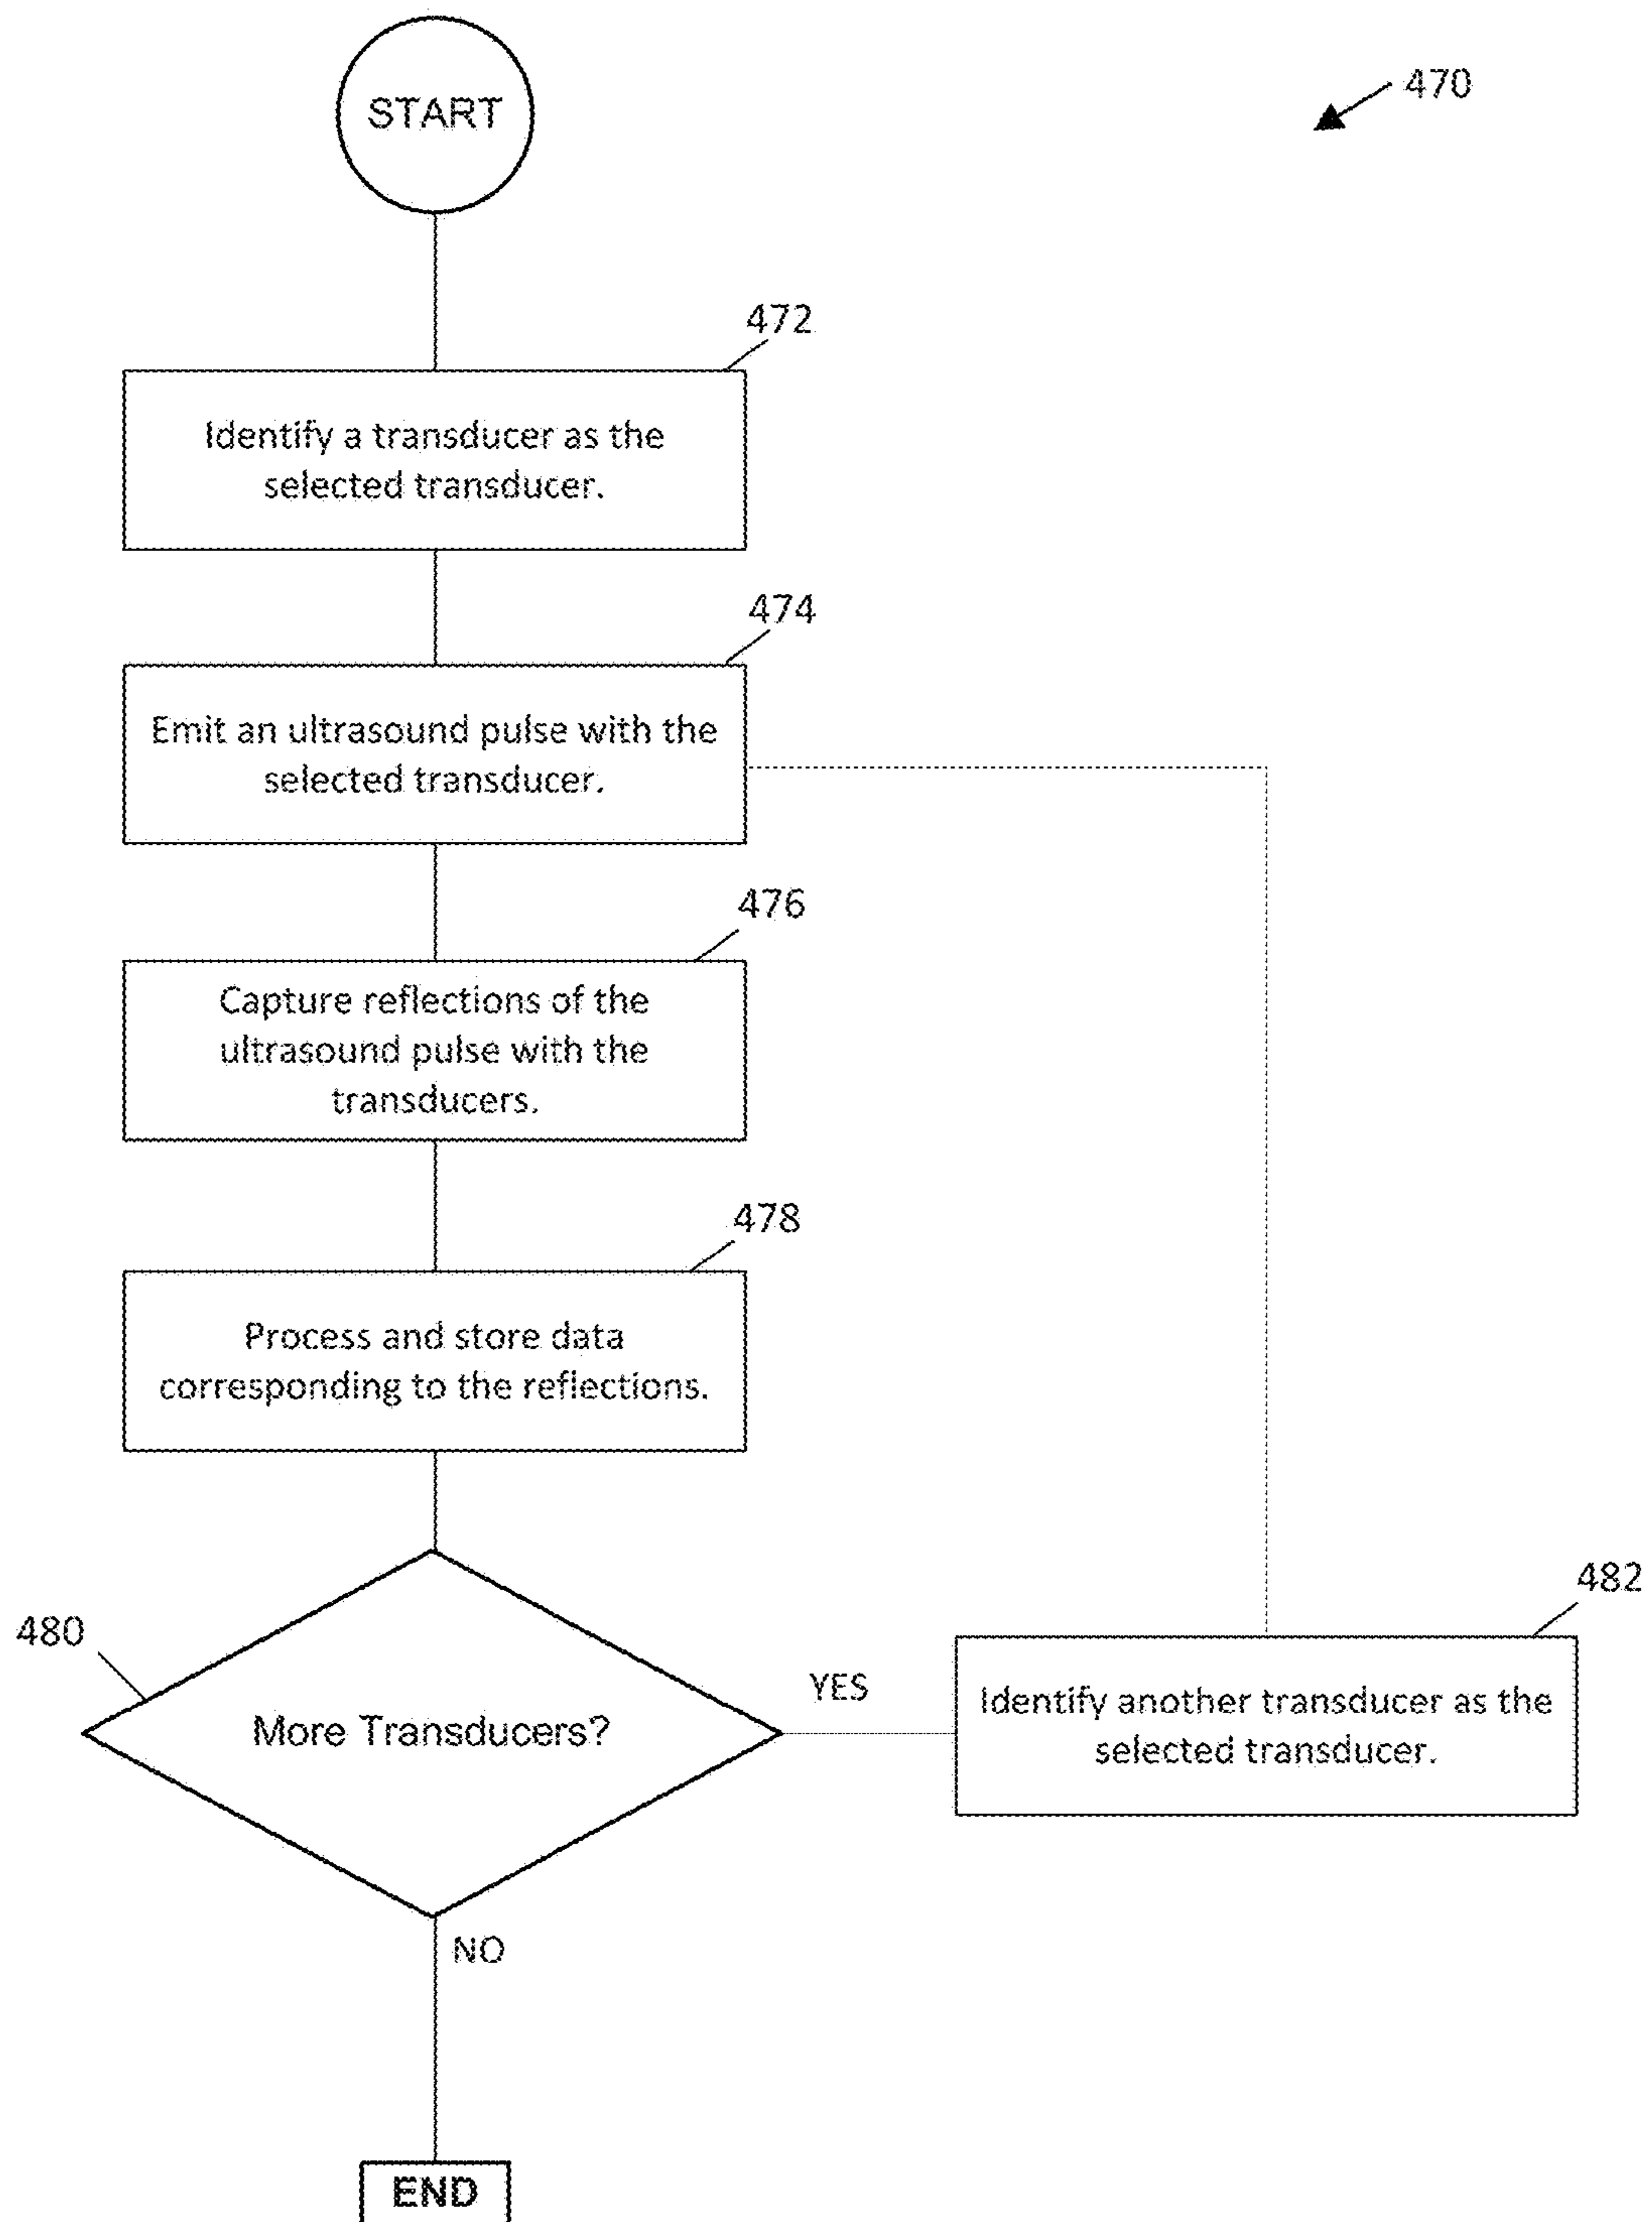 START
470
472
Identify a transducer as the
selected transducer.
474
Emit an ultrasound pulse with the
selected transducer.
476
Capture reflections of the
ultrasound pulse with the
transducers.
478
Process and store data
corresponding to the reflections.
480
More Transducers?
YES
482
Identify another transducer as the
selected transducer.
NO
END